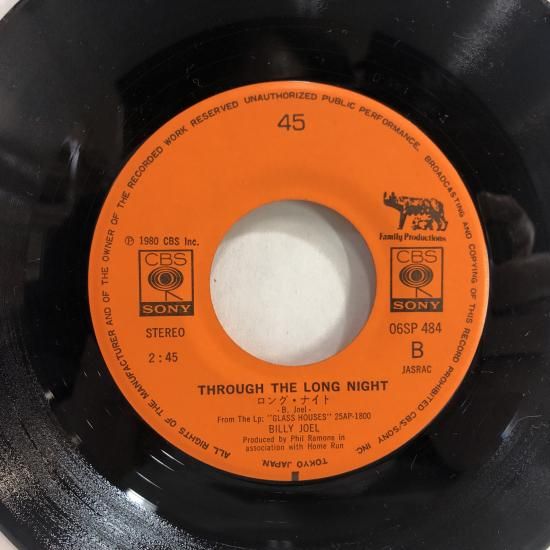 ALL RIGHTS OF THE MANUFACTURER AND OF THE OWNER OF THE RECORDED WORK RESERVED UNAUTHORIZED PUBLIC PERFORMANCE, BROADCASTING AND COPYING OF THIS RECORD PROHIBITED CBS/SONY INC. TOKYO JAPAN.
45
Family Productions
Ⓟ 1980 CBS Inc.
CBS
SONY
CBS
SONY
STEREO
06SP 484
2:45
B
JASRAC
THROUGH THE LONG NIGHT
ロング・ナイト
- B. Joel -
From The Lp: "GLASS HOUSES" 25AP-1800
BILLY JOEL
Produced by Phil Ramone in
association with Home Run